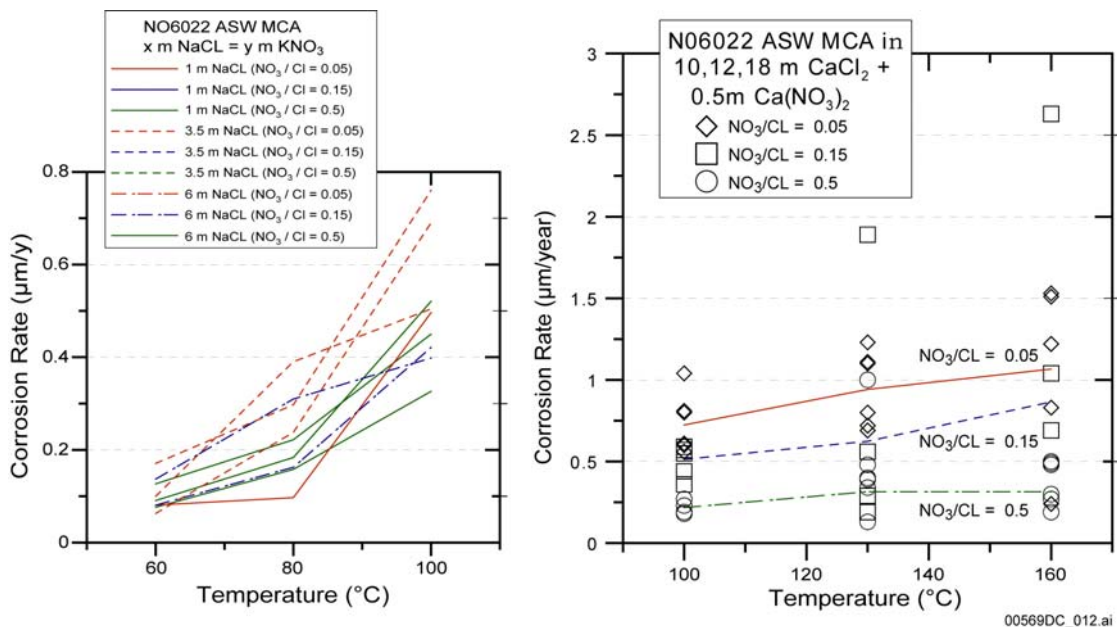 NO6022 ASW MCA
x m NaCL = y m KNO3
1 m NaCL (NO3 / Cl = 0.05)
1 m NaCL (NO3 / Cl = 0.15)
1 m NaCL (NO3 / Cl = 0.5)
3.5 m NaCL (NO3 / Cl = 0.05)
3.5 m NaCL (NO3 / Cl = 0.15)
3.5 m NaCL (NO3 / Cl = 0.5)
6 m NaCL (NO3 / Cl = 0.05)
6 m NaCL (NO3 / Cl = 0.15)
6 m NaCL (NO3 / Cl = 0.5)
0.8
0.6
0.4
0.2
0
Corrosion Rate (μm/y)
60 80 100
Temperature (°C)
N06022 ASW MCA in
10,12,18 m CaCl2 +
0.5m Ca(NO3)2
NO3/CL = 0.05
NO3/CL = 0.15
NO3/CL = 0.5
3
2.5
2
1.5
1
0.5
0
Corrosion Rate (μm/year)
NO3/CL = 0.05
NO3/CL = 0.15
NO3/CL = 0.5
100 120 140 160
Temperature (°C)
00569DC_012.ai